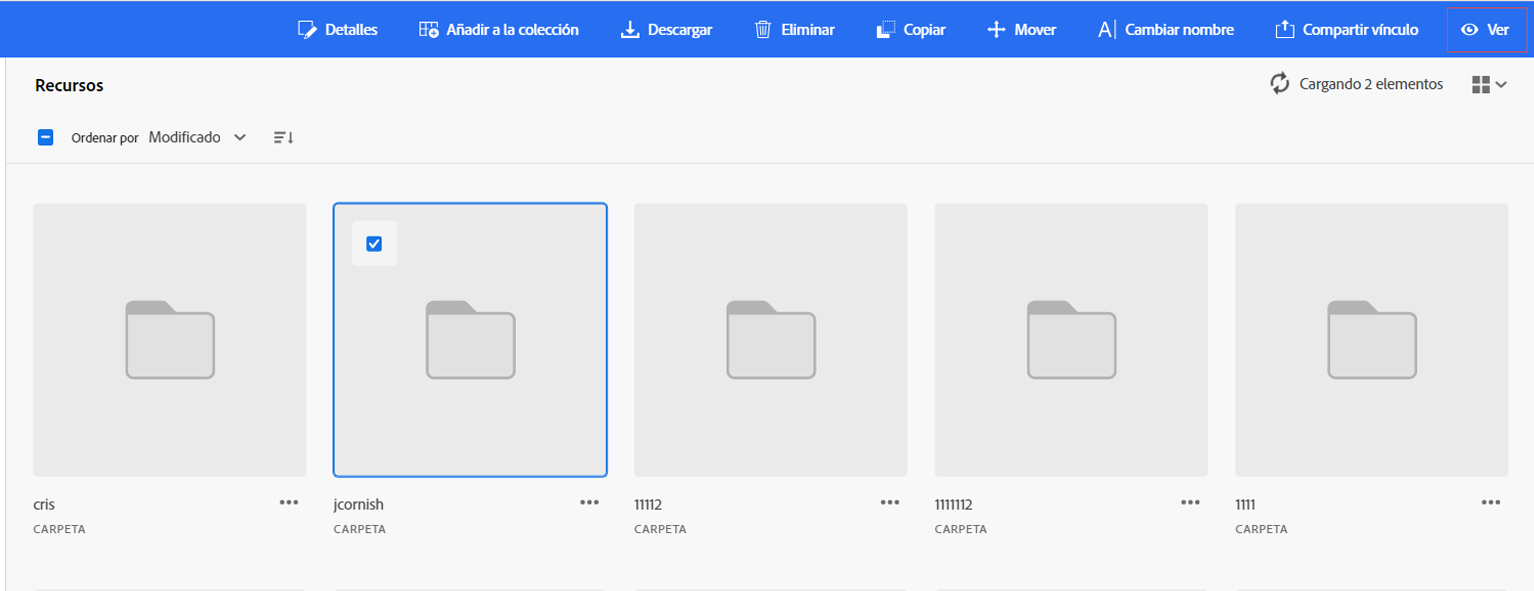 Detalles Añadir a la colección Descargar Eliminar Copiar Mover Cambiar nombre Compartir vínculo Ver
Recursos Cargando 2 elementos
Ordenar por Modificado
cris jcornish 11112 1111112 1111
CARPETA CARPETA CARPETA CARPETA CARPETA